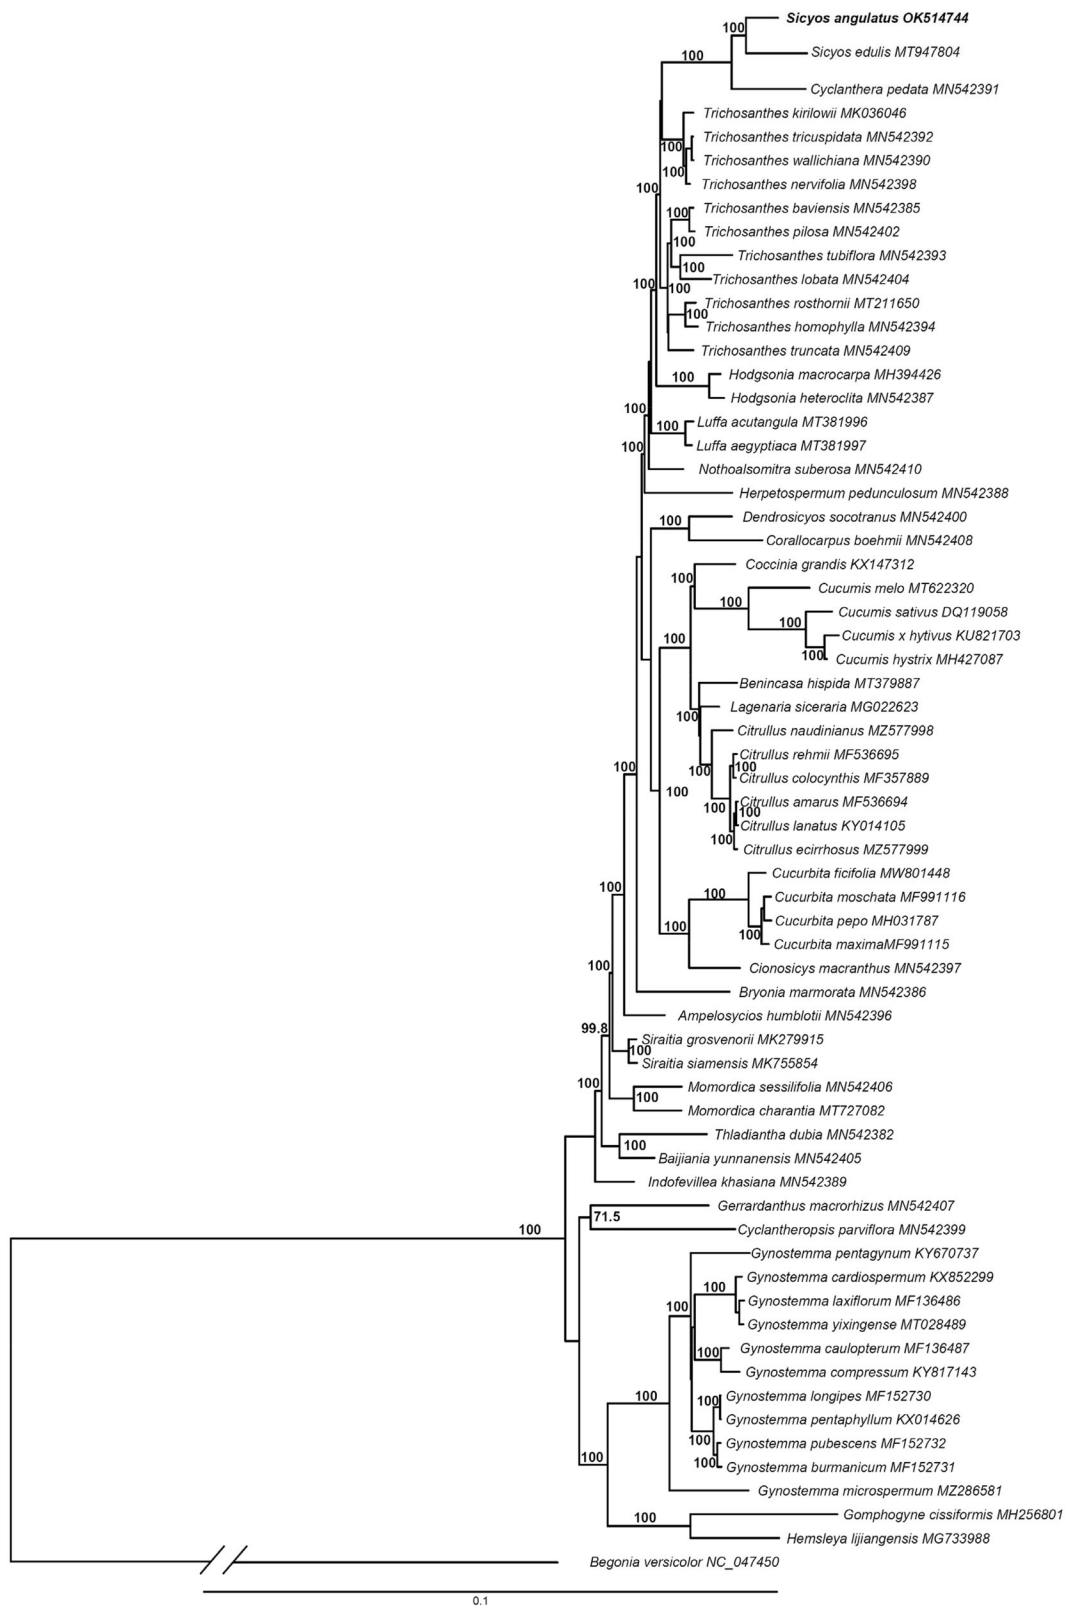 Sicyos angulatus OK514744
100
Sicyos edulis MT947804
100
Cyclanthera pedata MN542391
Trichosanthes kirilowii MK036046
Trichosanthes tricuspidata MN542392
100
Trichosanthes wallichiana MN542390
100
Trichosanthes nervifolia MN542398
100
Trichosanthes baviensis MN542385
100
Trichosanthes pilosa MN542402
100
Trichosanthes tubiflora MN542393
100
Trichosanthes lobata MN542404
100
100
Trichosanthes rosthornii MT211650
100
Trichosanthes homophylla MN542394
Trichosanthes truncata MN542409
Hodgsonia macrocarpa MH394426
100
Hodgsonia heteroclita MN542387
100
Luffa acutangula MT381996
100
Luffa aegyptiaca MT381997
100
Nothoalsomitra suberosa MN542410
Herpetospermum pedunculosum MN542388
Dendrosicyos socotranus MN542400
100
Corallocarpus boehmii MN542408
Coccinia grandis KX147312
100
Cucumis melo MT622320
100
Cucumis sativus DQ119058
100
Cucumis x hytivus KU821703
100
Cucumis hystrix MH427087
100
Benincasa hispida MT379887
Lagenaria siceraria MG022623
100
Citrullus naudinianus MZ577998
Citrullus rehmii MF536695
100
100
100
Citrullus colocynthis MF357889
100
Citrullus amarus MF536694
100
100
Citrullus lanatus KY014105
100
Citrullus ecirrhosus MZ577999
Cucurbita ficifolia MW801448
100
100
Cucurbita moschata MF991116
Cucurbita pepo MH031787
100
100
Cucurbita maximaMF991115
Cionosicys macranthus MN542397
100
Bryonia marmorata MN542386
Ampelosycios humblotii MN542396
99.8
Siraitia grosvenorii MK279915
100
Siraitia siamensis MK755854
100
Momordica sessilifolia MN542406
100
Momordica charantia MT727082
Thladiantha dubia MN542382
100
Baijiania yunnanensis MN542405
Indofevillea khasiana MN542389
Gerrardanthus macrorhizus MN542407
71.5
Cyclantheropsis parviflora MN542399
100
Gynostemma pentagynum KY670737
Gynostemma cardiospermum KX852299
100
Gynostemma laxiflorum MF136486
100
Gynostemma yixingense MT028489
Gynostemma caulopterum MF136487
100
Gynostemma compressum KY817143
Gynostemma longipes MF152730
100
100
Gynostemma pentaphyllum KX014626
100
Gynostemma pubescens MF152732
100
100
Gynostemma burmanicum MF152731
Gynostemma microspermum MZ286581
Gomphogyne cissiformis MH256801
100
Hemsleya lijiangensis MG733988
Begonia versicolor NC_047450
0.1